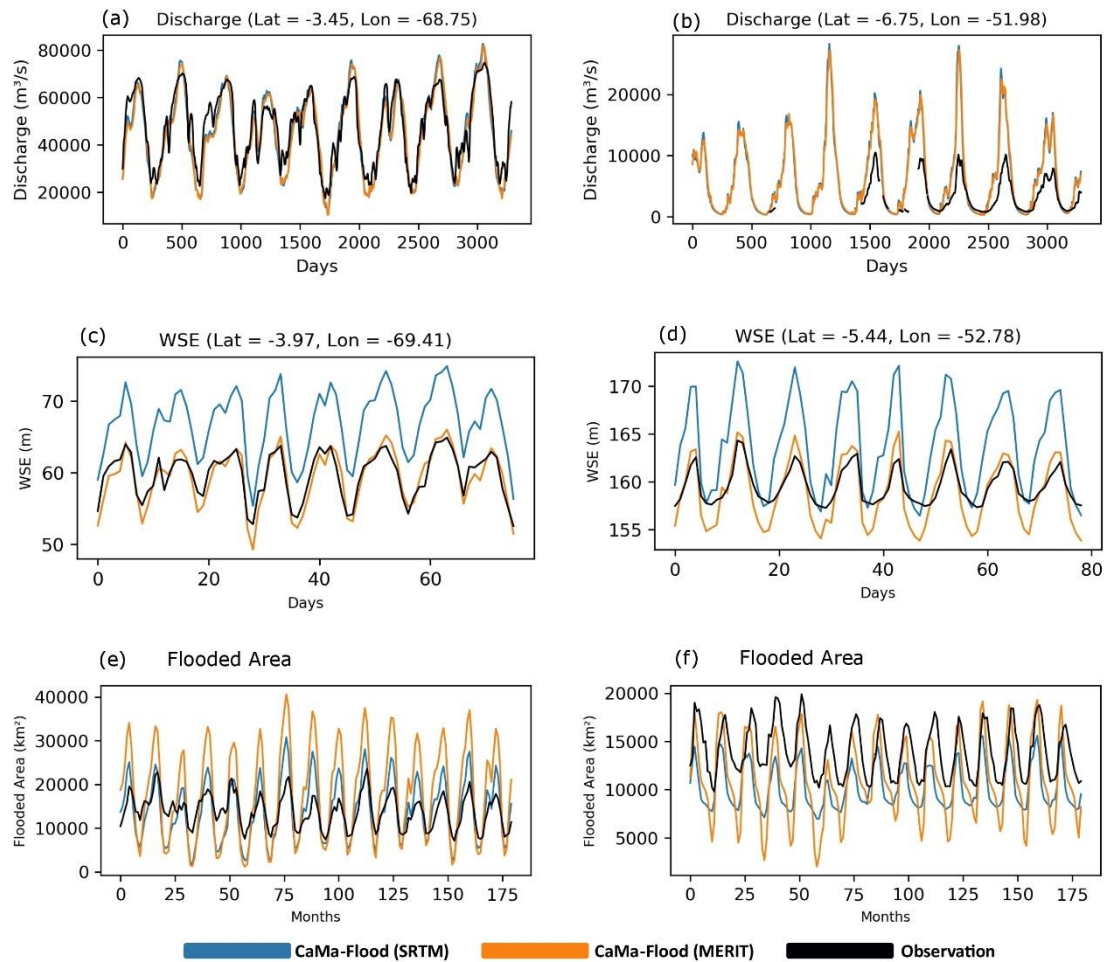 (a) Discharge (Lat = -3.45, Lon = -68.75)
Discharge (m³/s)
80000
60000
40000
20000
0 500 1000 1500 2000 2500 3000
Days
(b) Discharge (Lat = -6.75, Lon = -51.98)
Discharge (m³/s)
20000
10000
0
0 500 1000 1500 2000 2500 3000
Days
(c) WSE (Lat = -3.97, Lon = -69.41)
WSE (m)
70
60
50
0 20 40 60
Days
(d) WSE (Lat = -5.44, Lon = -52.78)
WSE (m)
170
165
160
155
0 20 40 60 80
Days
(e) Flooded Area
Flooded Area (km²)
40000
30000
20000
10000
0
0 25 50 75 100 125 150 175
Months
(f) Flooded Area
Flooded Area (km²)
20000
15000
10000
5000
0 25 50 75 100 125 150 175
Months
CaMa-Flood (SRTM) CaMa-Flood (MERIT) Observation